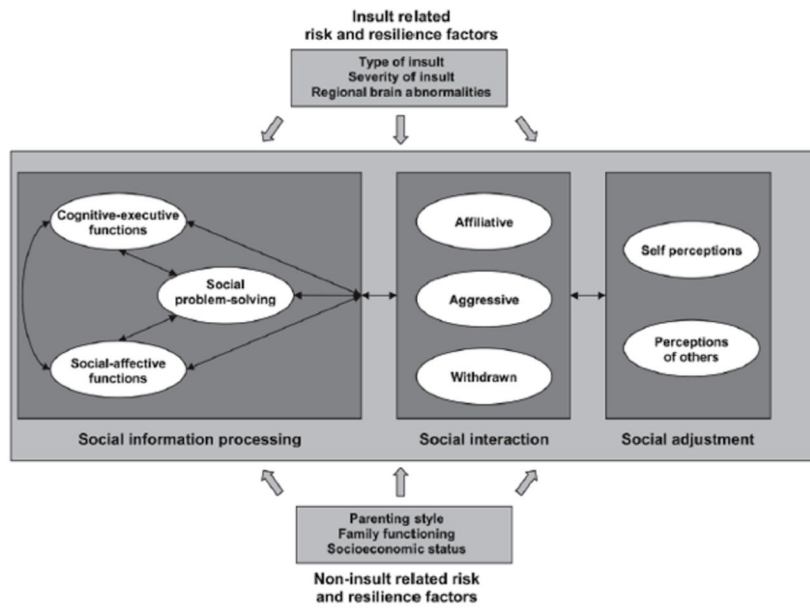 Insult related
risk and resilience factors
Type of insult
Severity of insult
Regional brain abnormalities
Cognitive-executive
functions
Social
problem-solving
Social-affective
functions
Social information processing
Affiliative
Aggressive
Withdrawn
Social interaction
Self perceptions
Perceptions
of others
Social adjustment
Parenting style
Family functioning
Socioeconomic status
Non-insult related risk
and resilience factors